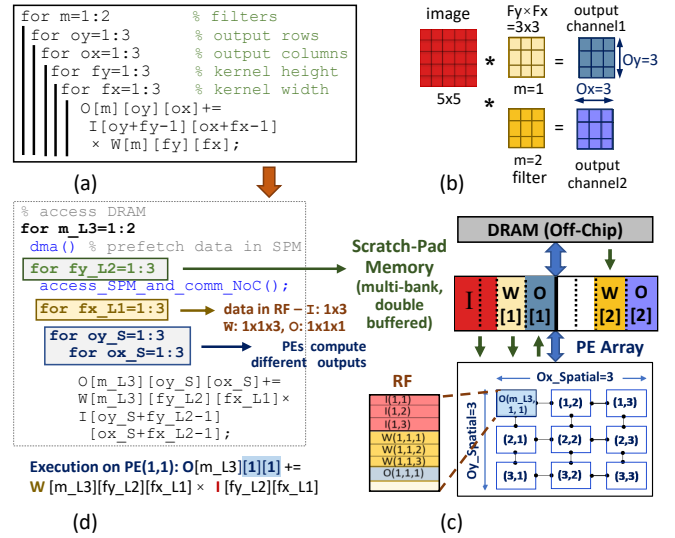 for m=1:2 % filters
for oy=1:3 % output rows
for ox=1:3 % output columns
for fy=1:3 % kernel height
for fx=1:3 % kernel width
O[m][oy][ox]+=
I[oy+fy-1][ox+fx-1]
× W[m][fy][fx];
(a)
image
5x5
*
Fy×Fx
=3x3
m=1
=
output
channel1
Oy=3
*
Ox=3
m=2
filter
=
output
channel2
(b)
% access DRAM
for m_L3=1:2
dma() % prefetch data in SPM
for fy_L2=1:3
access_SPM_and_comm_NoC();
for fx_L1=1:3
data in RF – I: 1x3
W: 1x1x3, O: 1x1x1
for oy_S=1:3
for ox_S=1:3
PEs compute
different outputs
O[m_L3][oy_S][ox_S]+=
W[m_L3][fy_L2][fx_L1]×
I[oy_S+fy_L2-1]
[ox_S+fx_L2-1];
Execution on PE(1,1): O[m_L3][1][1] +=
W [m_L3][fy_L2][fx_L1] × I [fy_L2][fx_L1]
(d)
DRAM (Off-Chip)
Scratch-Pad
Memory
(multi-bank,
double
buffered)
I
W
[1]
O
[1]
W
[2]
O
[2]
PE Array
RF
I(1,1)
I(1,2)
I(1,3)
W(1,1,1)
W(1,1,2)
W(1,1,3)
O(1,1,1)
Ox_Spatial=3
Oy_Spatial=3
O(m_L3,
1, 1)
(1,2)
(1,3)
(2,1)
(2,2)
(2,3)
(3,1)
(3,2)
(3,3)
(c)